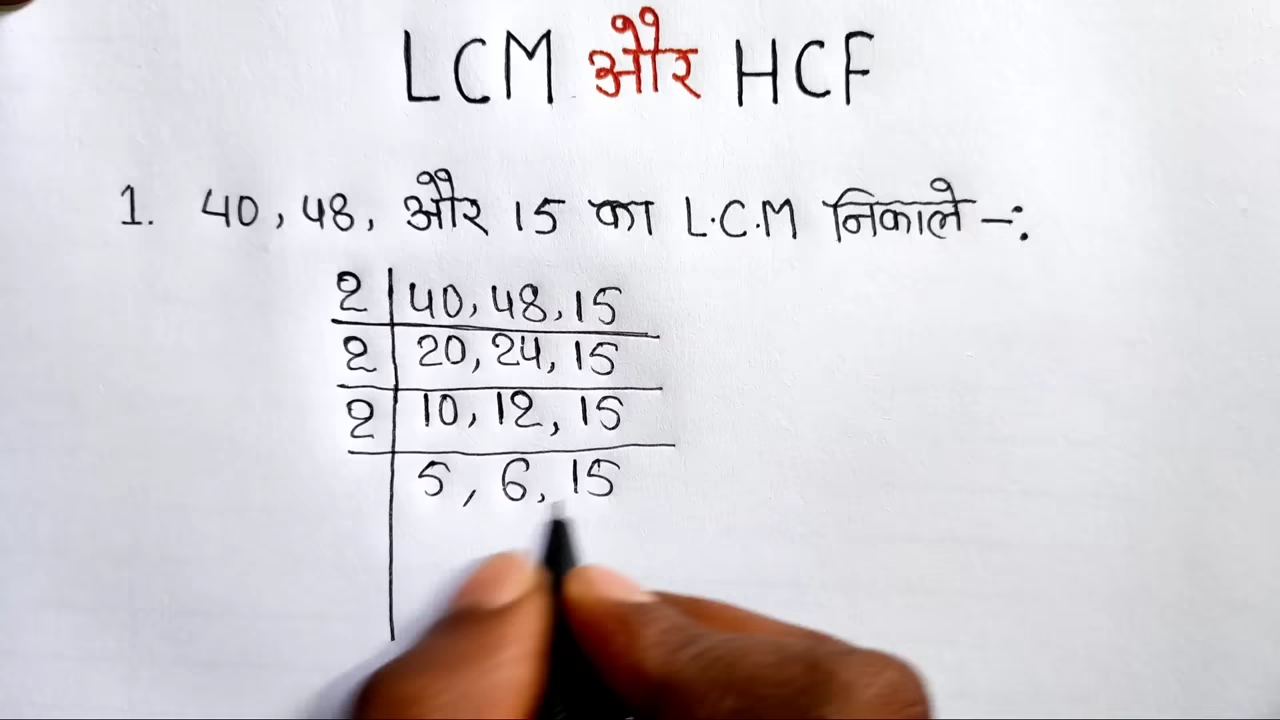 LCM और HCF
1. 40, 48, और 15 का L.C.M निकाले -:
2 | 40, 48, 15
2 | 20, 24, 15
2 | 10, 12, 15
5, 6, 15